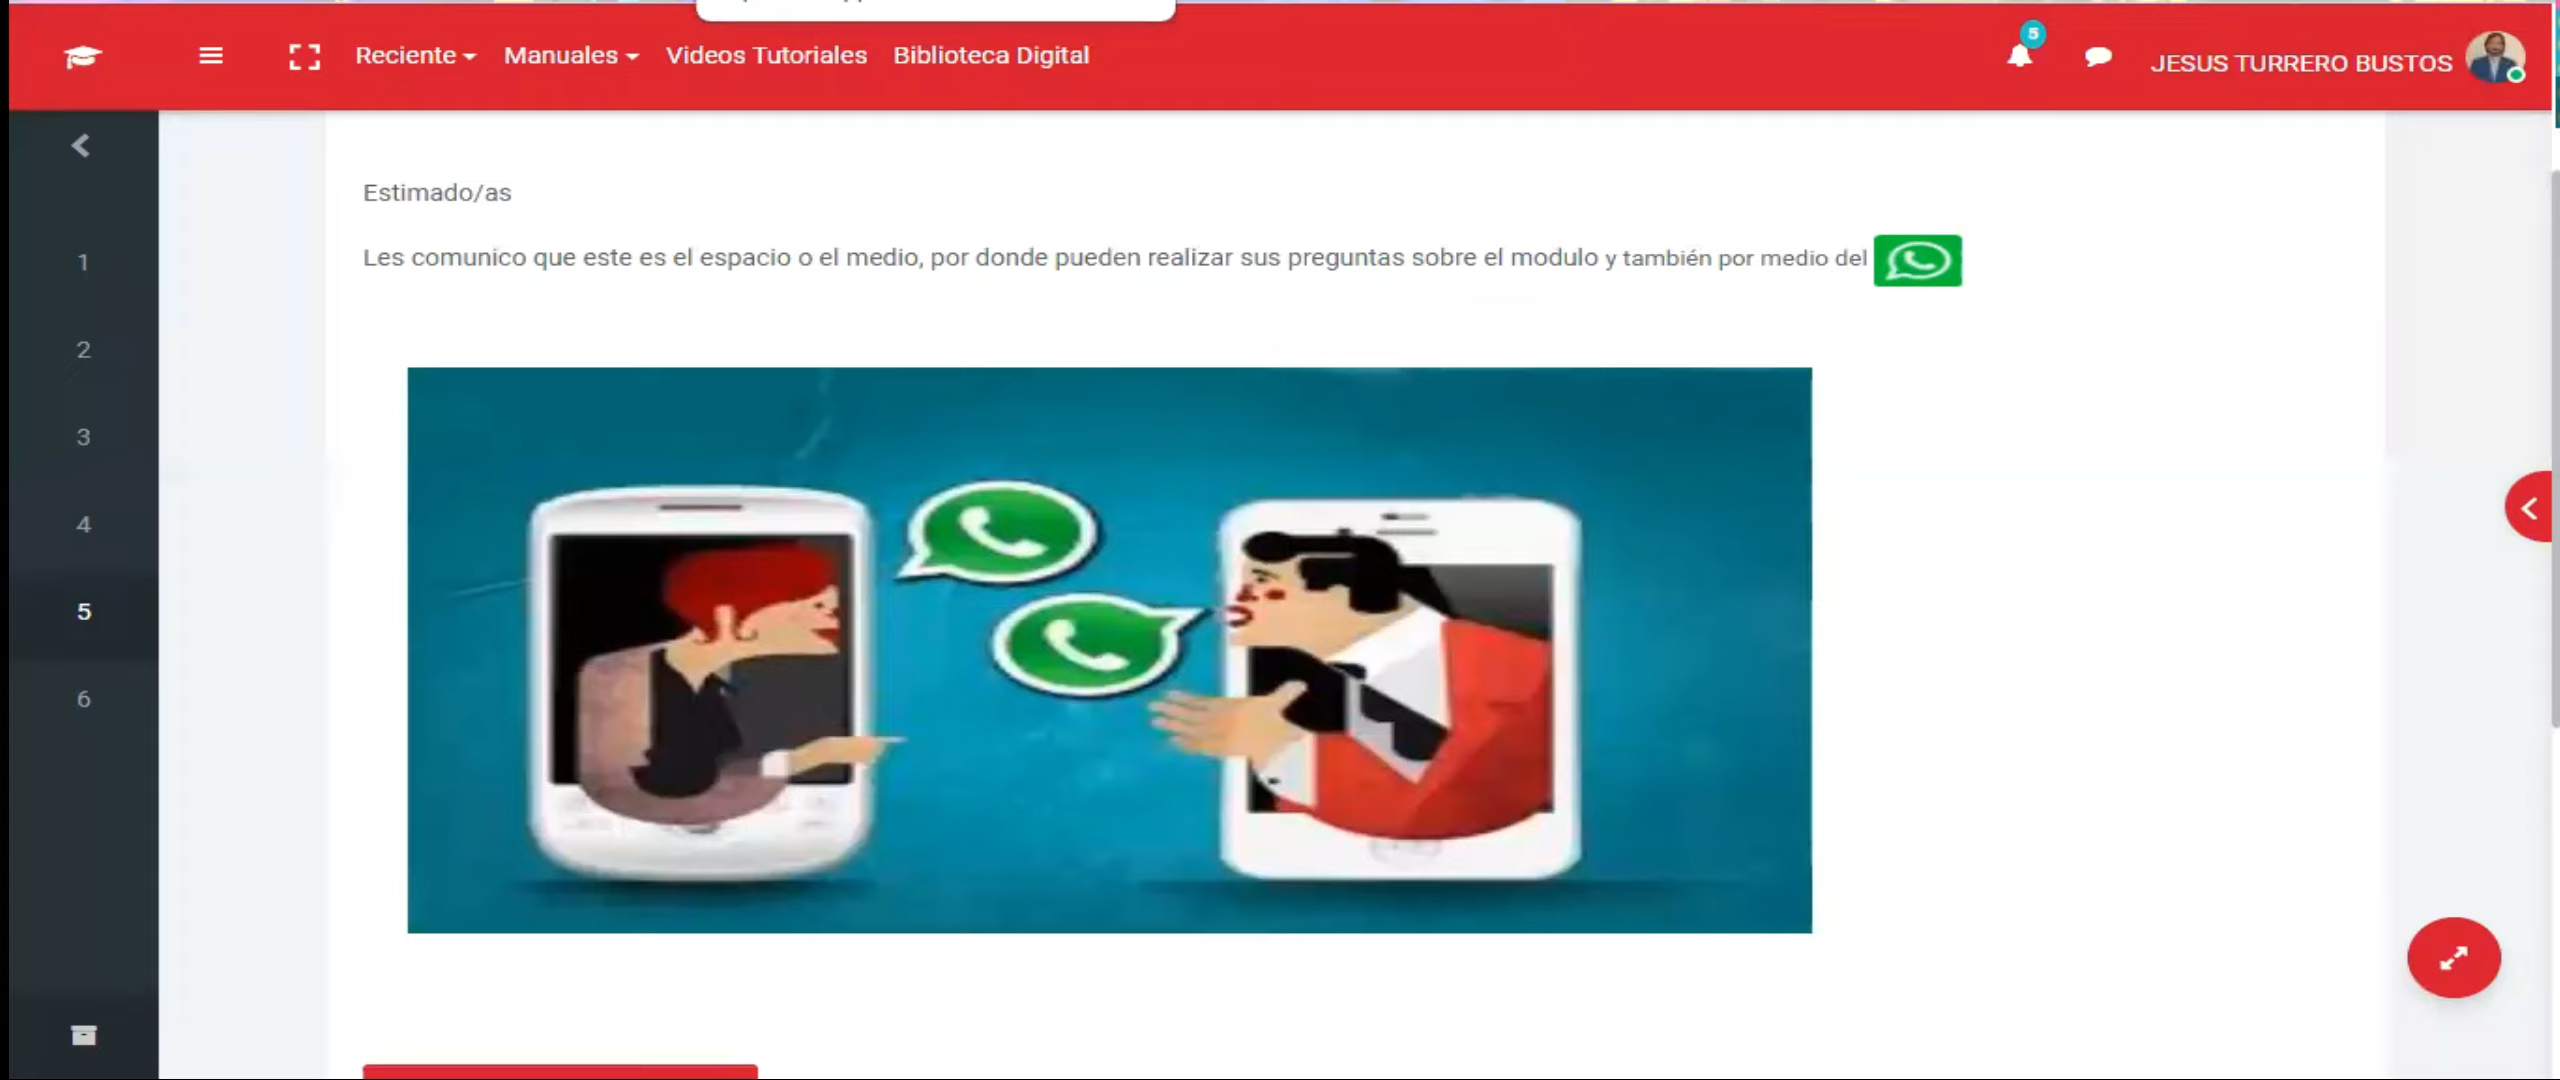 Reciente Manuales Videos Tutoriales Biblioteca Digital 5 JESUS TURRERO BUSTOS
1
2
3
4
5
6
Estimado/as
Les comunico que este es el espacio o el medio, por donde pueden realizar sus preguntas sobre el modulo y también por medio del